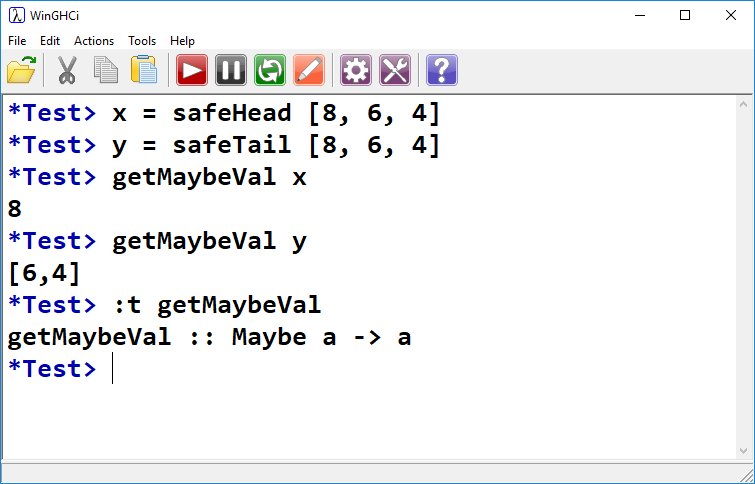 WinGHCi
File Edit Actions Tools Help
*Test> x = safeHead [8, 6, 4]
*Test> y = safeTail [8, 6, 4]
*Test> getMaybeVal x
8
*Test> getMaybeVal y
[6,4]
*Test> :t getMaybeVal
getMaybeVal :: Maybe a -> a
*Test>